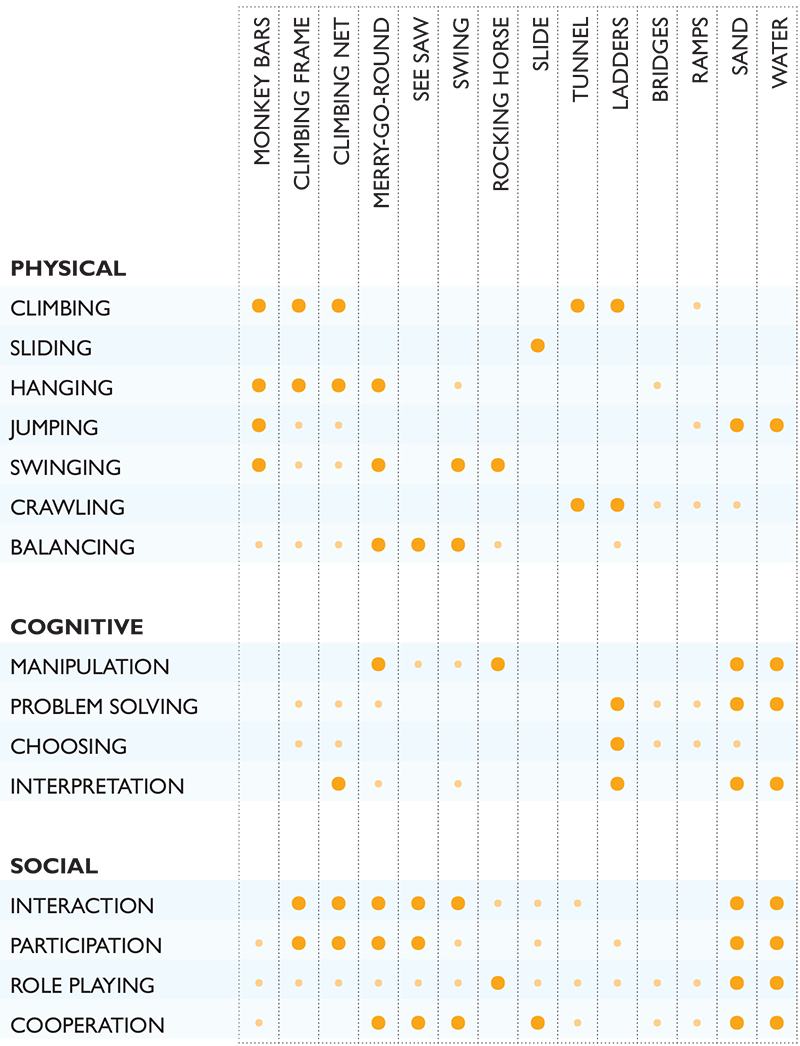 MONKEY BARS
CLIMBING FRAME
CLIMBING NET
MERRY-GO-ROUND
SEE SAW
SWING
ROCKING HORSE
SLIDE
TUNNEL
LADDERS
BRIDGES
RAMPS
SAND
WATER
PHYSICAL
CLIMBING
SLIDING
HANGING
JUMPING
SWINGING
CRAWLING
BALANCING
COGNITIVE
MANIPULATION
PROBLEM SOLVING
CHOOSING
INTERPRETATION
SOCIAL
INTERACTION
PARTICIPATION
ROLE PLAYING
COOPERATION